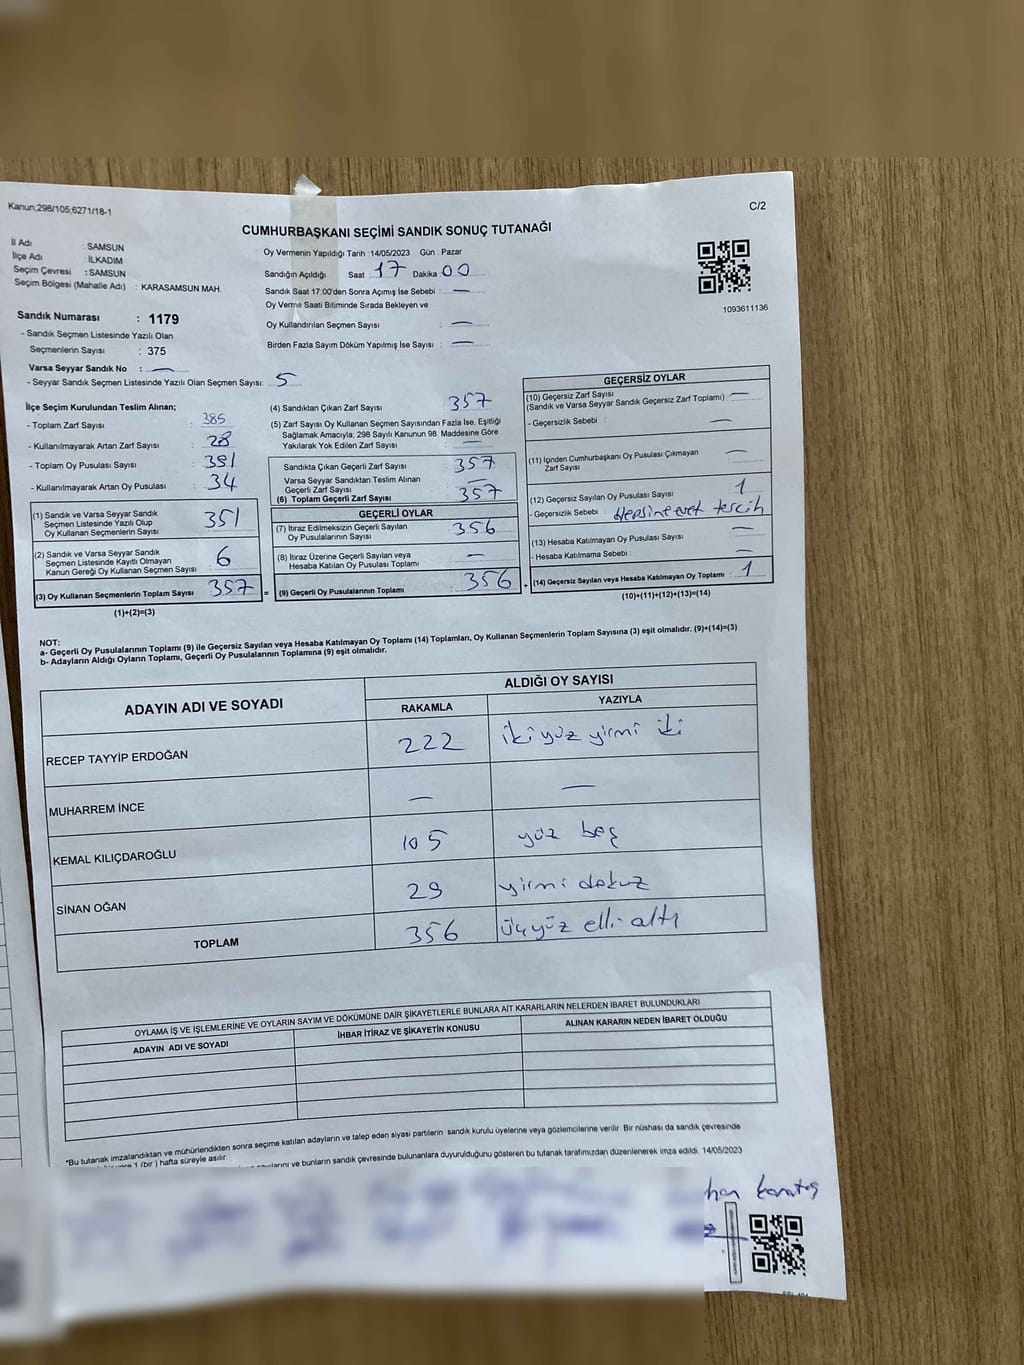 Kanun;298/105;6271/18-1
C/2
CUMHURBAŞKANI SEÇİMİ SANDIK SONUÇ TUTANAĞI
İl Adı : SAMSUN
İlçe Adı : İLKADIM
Seçim Çevresi : SAMSUN
Seçim Bölgesi (Mahalle Adı) : KARASAMSUN MAH.
Sandık Numarası : 1179
- Sandık Seçmen Listesinde Yazılı Olan
Seçmenlerin Sayısı : 375
Varsa Seyyar Sandık No : —
- Seyyar Sandık Seçmen Listesinde Yazılı Olan Seçmen Sayısı: 5
Oy Vermenin Yapıldığı Tarih :14/05/2023 Gün : Pazar
Sandığın Açıldığı Saat 17 Dakika 00
Sandık Saat 17:00'den Sonra Açımış İse Sebebi : —
Oy Verme Saati Bitiminde Sırada Bekleyen ve
Oy Kullandırılan Seçmen Sayısı : —
Birden Fazla Sayım Döküm Yapılmış İse Sayısı : —
1093611136
İlçe Seçim Kurulundan Teslim Alınan;
- Toplam Zarf Sayısı : 385
- Kullanılmayarak Artan Zarf Sayısı : 28
- Toplam Oy Pusulası Sayısı : 391
- Kullanılmayarak Artan Oy Pusulası : 34
(1) Sandık ve Varsa Seyyar Sandık
Seçmen Listesinde Yazılı Olup
Oy Kullanan Seçmenlerin Sayısı 351
(2) Sandık ve Varsa Seyyar Sandık
Seçmen Listesinde Kayıtlı Olmayan
Kanun Gereği Oy Kullanan Seçmen Sayısı 6
(3) Oy Kullanan Seçmenlerin Toplam Sayısı 357 =
(1)+(2)=(3)
(4) Sandıktan Çıkan Zarf Sayısı : 357
(5) Zarf Sayısı Oy Kullanan Seçmen Sayısından Fazla İse, Eşitliği
Sağlamak Amacıyla; 298 Sayılı Kanunun 98. Maddesine Göre
Yakılarak Yok Edilen Zarf Sayısı : —
Sandıkta Çıkan Geçerli Zarf Sayısı : 357
Varsa Seyyar Sandıktan Teslim Alınan
Geçerli Zarf Sayısı : —
(6) Toplam Geçerli Zarf Sayısı : 357
GEÇERLİ OYLAR
(7) İtiraz Edilmeksizin Geçerli Sayılan
Oy Pusulalarının Sayısı : 356
(8) İtiraz Üzerine Geçerli Sayılan veya
Hesaba Katılan Oy Pusulası Toplamı : —
(9) Geçerli Oy Pusulalarının Toplamı : 356 +
GEÇERSİZ OYLAR
(10) Geçersiz Zarf Sayısı : —
(Sandık ve Varsa Seyyar Sandık Geçersiz Zarf Toplamı)
- Geçersizlik Sebebi : —
(11) İçinden Cumhurbaşkanı Oy Pusulası Çıkmayan
Zarf Sayısı : —
(12) Geçersiz Sayılan Oy Pusulası Sayısı : 1
- Geçersizlik Sebebi : Hepsine evet tercih
(13) Hesaba Katılmayan Oy Pusulası Sayısı : —
- Hesaba Katılmama Sebebi : —
(14) Geçersiz Sayılan veya Hesaba Katılmayan Oy Toplamı : 1
(10)+(11)+(12)+(13)=(14)
NOT:
a- Geçerli Oy Pusulalarının Toplamı (9) ile Geçersiz Sayılan veya Hesaba Katılmayan Oy Toplamı (14) Toplamları, Oy Kullanan Seçmenlerin Toplam Sayısına (3) eşit olmalıdır. (9)+(14)=(3)
b- Adayların Aldığı Oyların Toplamı, Geçerli Oy Pusulalarının Toplamına (9) eşit olmalıdır.
ADAYIN ADI VE SOYADI
ALDIĞI OY SAYISI
RAKAMLA YAZIYLA
RECEP TAYYİP ERDOĞAN 222 iki yüz yirmi iki
MUHARREM İNCE — —
KEMAL KILIÇDAROĞLU 105 yüz beş
SİNAN OĞAN 29 yirmi dokuz
TOPLAM 356 üçyüz elli altı
OYLAMA İŞ VE İŞLEMLERİNE VE OYLARIN SAYIM VE DÖKÜMÜNE DAİR ŞİKAYETLERLE BUNLARA AİT KARARLARIN NELERDEN İBARET BULUNDUKLARI
ADAYIN ADI VE SOYADI İHBAR İTİRAZ VE ŞİKAYETİN KONUSU ALINAN KARARIN NEDEN İBARET OLDUĞU
*Bu tutanak imzalandıktan ve mühürlendikten sonra seçime katılan adayların ve talep eden siyasi partilerin sandık kurulu üyelerine veya gözlemcilerine verilir. Bir nüshası da sandık çevresinde
1 (bir) hafta süreyle asılır.
ve bunların sandık çevresinde bulunanlara duyurulduğunu gösteren bu tutanak tarafımızdan düzenlenerek imza edildi. 14/05/2023